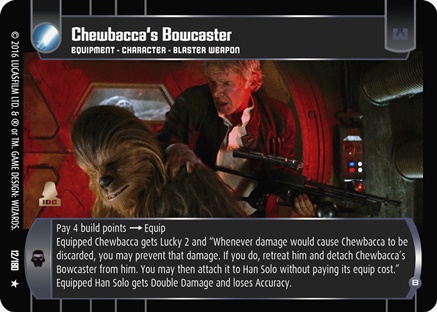 Chewbacca's Bowcaster
EQUIPMENT - CHARACTER - BLASTER WEAPON
© 2016 LUCASFILM LTD. & ® or TM. GAME DESIGN: WIZARDS.
12/180
IDC
Pay 4 build points → Equip
Equipped Chewbacca gets Lucky 2 and "Whenever damage would cause Chewbacca to be
discarded, you may prevent that damage. If you do, retreat him and detach Chewbacca's
Bowcaster from him. You may then attach it to Han Solo without paying its equip cost."
Equipped Han Solo gets Double Damage and loses Accuracy.
B